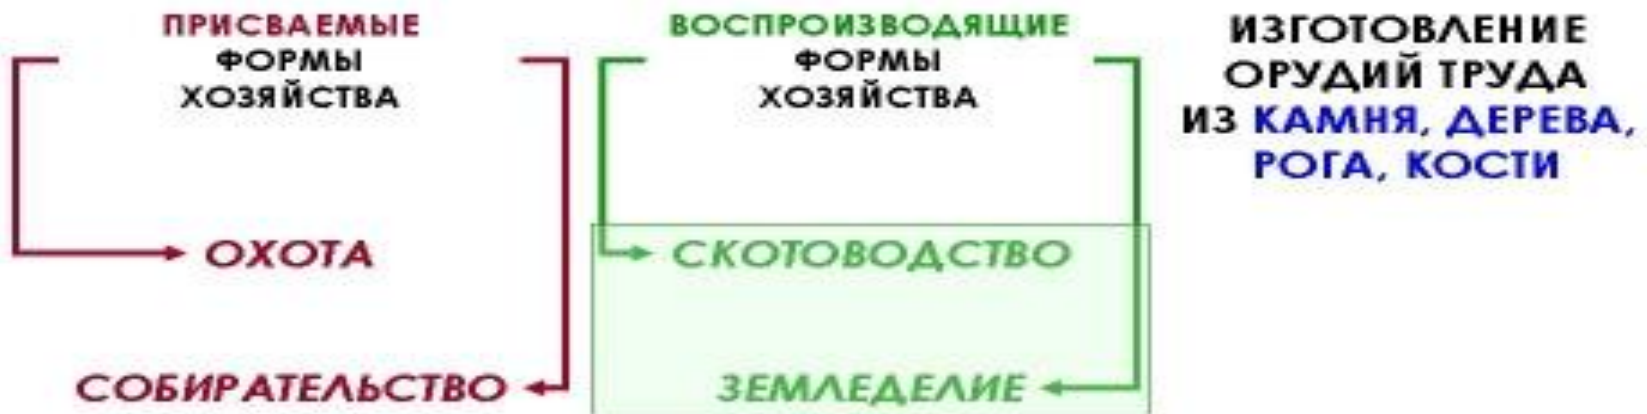 ПРИСВАЕМЫЕ
ФОРМЫ
ХОЗЯЙСТВА
ОХОТА
СОБИРАТЕЛЬСТВО
ВОСПРОИЗВОДЯЩИЕ
ФОРМЫ
ХОЗЯЙСТВА
СКОТОВОДСТВО
ЗЕМЛЕДЕЛИЕ
ИЗГОТОВЛЕНИЕ
ОРУДИЙ ТРУДА
ИЗ КАМНЯ, ДЕРЕВА,
РОГА, КОСТИ